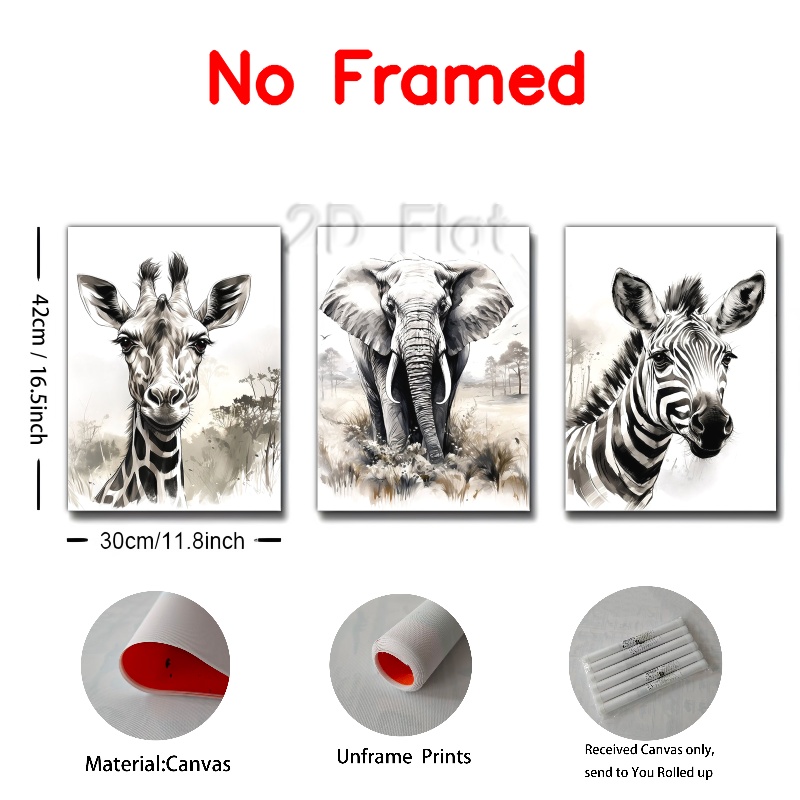 No Framed
2D Flat
42cm / 16.5inch
30cm/11.8inch
Material:Canvas
Unframe Prints
Received Canvas only,
send to You Rolled up